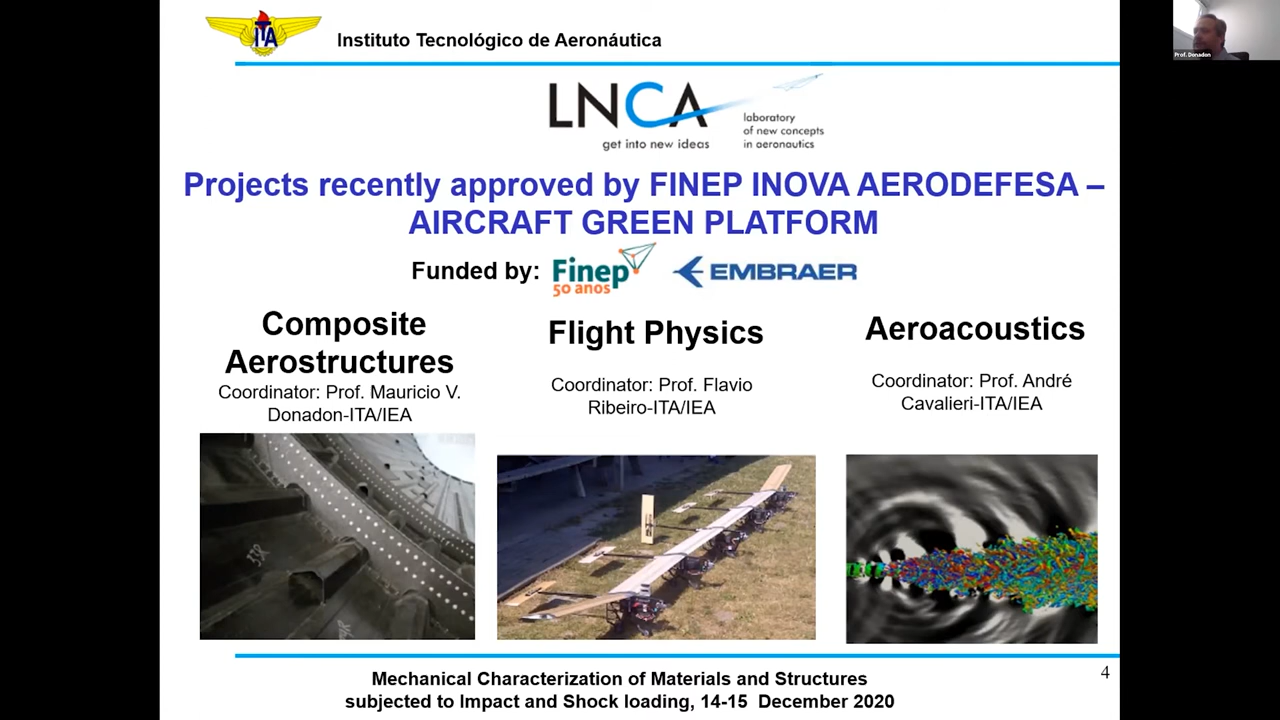 ITA
Instituto Tecnológico de Aeronáutica
Prof. Donadon
LNCA
get into new ideas
laboratory
of new concepts
in aeronautics
Projects recently approved by FINEP INOVA AERODEFESA –
AIRCRAFT GREEN PLATFORM
Funded by:
Finep
50 anos
EMBRAER
Composite
Aerostructures
Coordinator: Prof. Mauricio V.
Donadon-ITA/IEA
Flight Physics
Coordinator: Prof. Flavio
Ribeiro-ITA/IEA
Aeroacoustics
Coordinator: Prof. André
Cavalieri-ITA/IEA
Mechanical Characterization of Materials and Structures
subjected to Impact and Shock loading, 14-15 December 2020
4